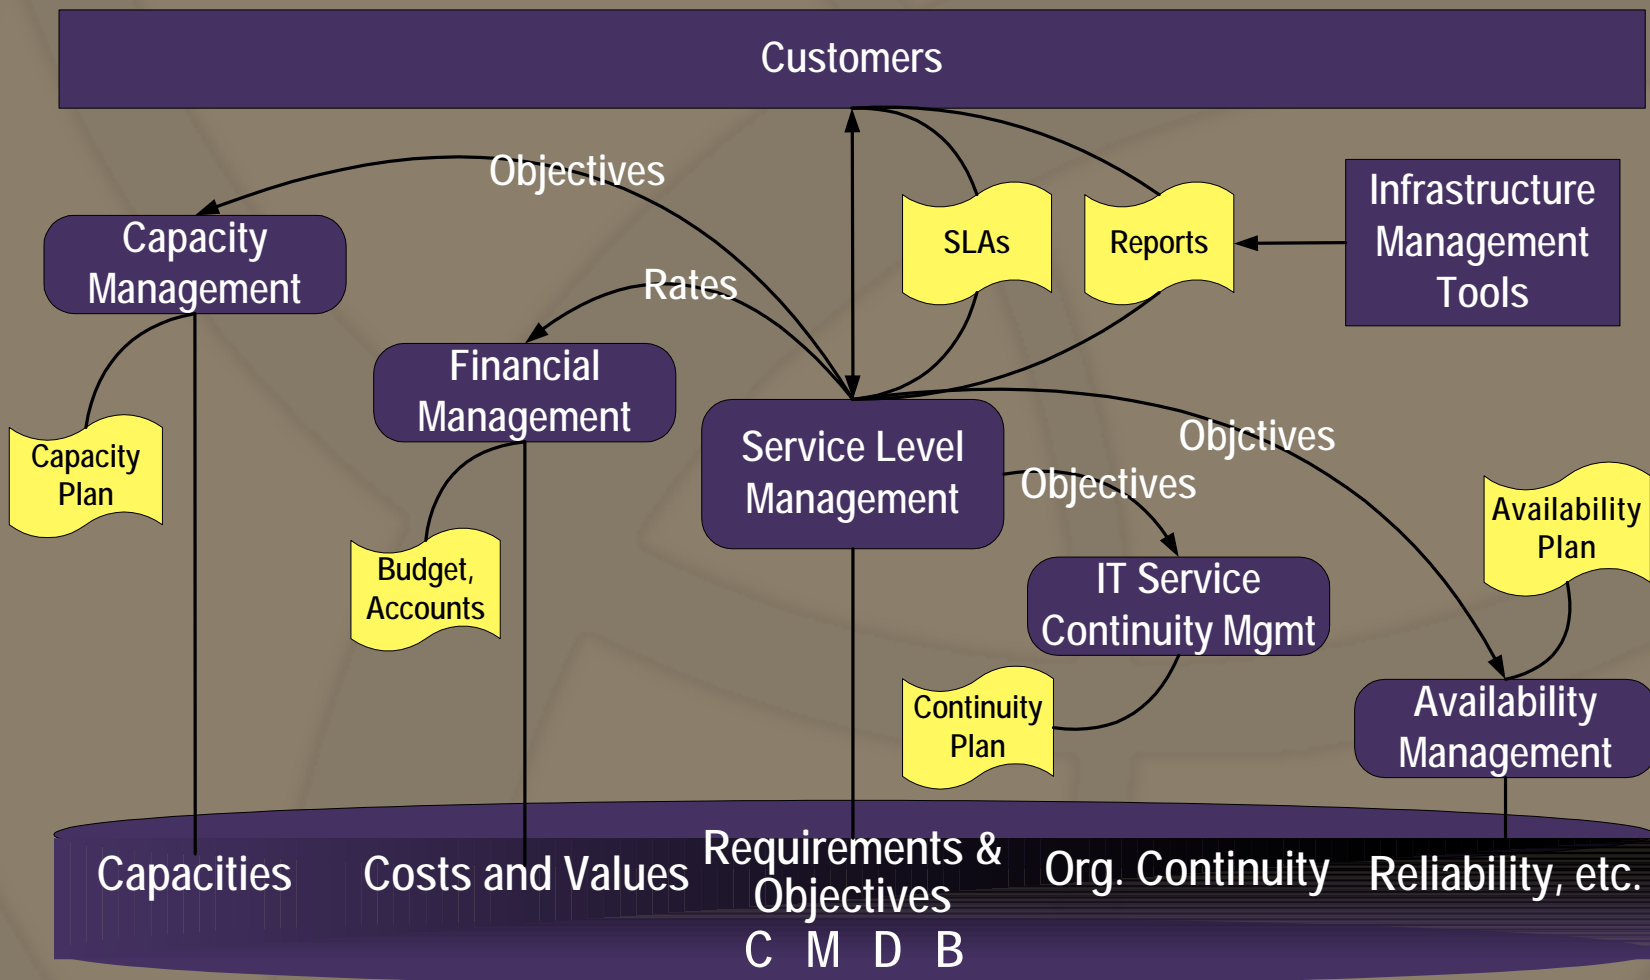 Customers
Objectives
Infrastructure
Management
Tools
SLAs
Reports
Capacity
Management
Rates
Financial
Management
Service Level
Management
Objctives
Objectives
Capacity
Plan
Availability
Plan
Budget,
Accounts
IT Service
Continuity Mgmt
Continuity
Plan
Availability
Management
Capacities
Costs and Values
Requirements &
Objectives
Org. Continuity
Reliability, etc.
C M D B